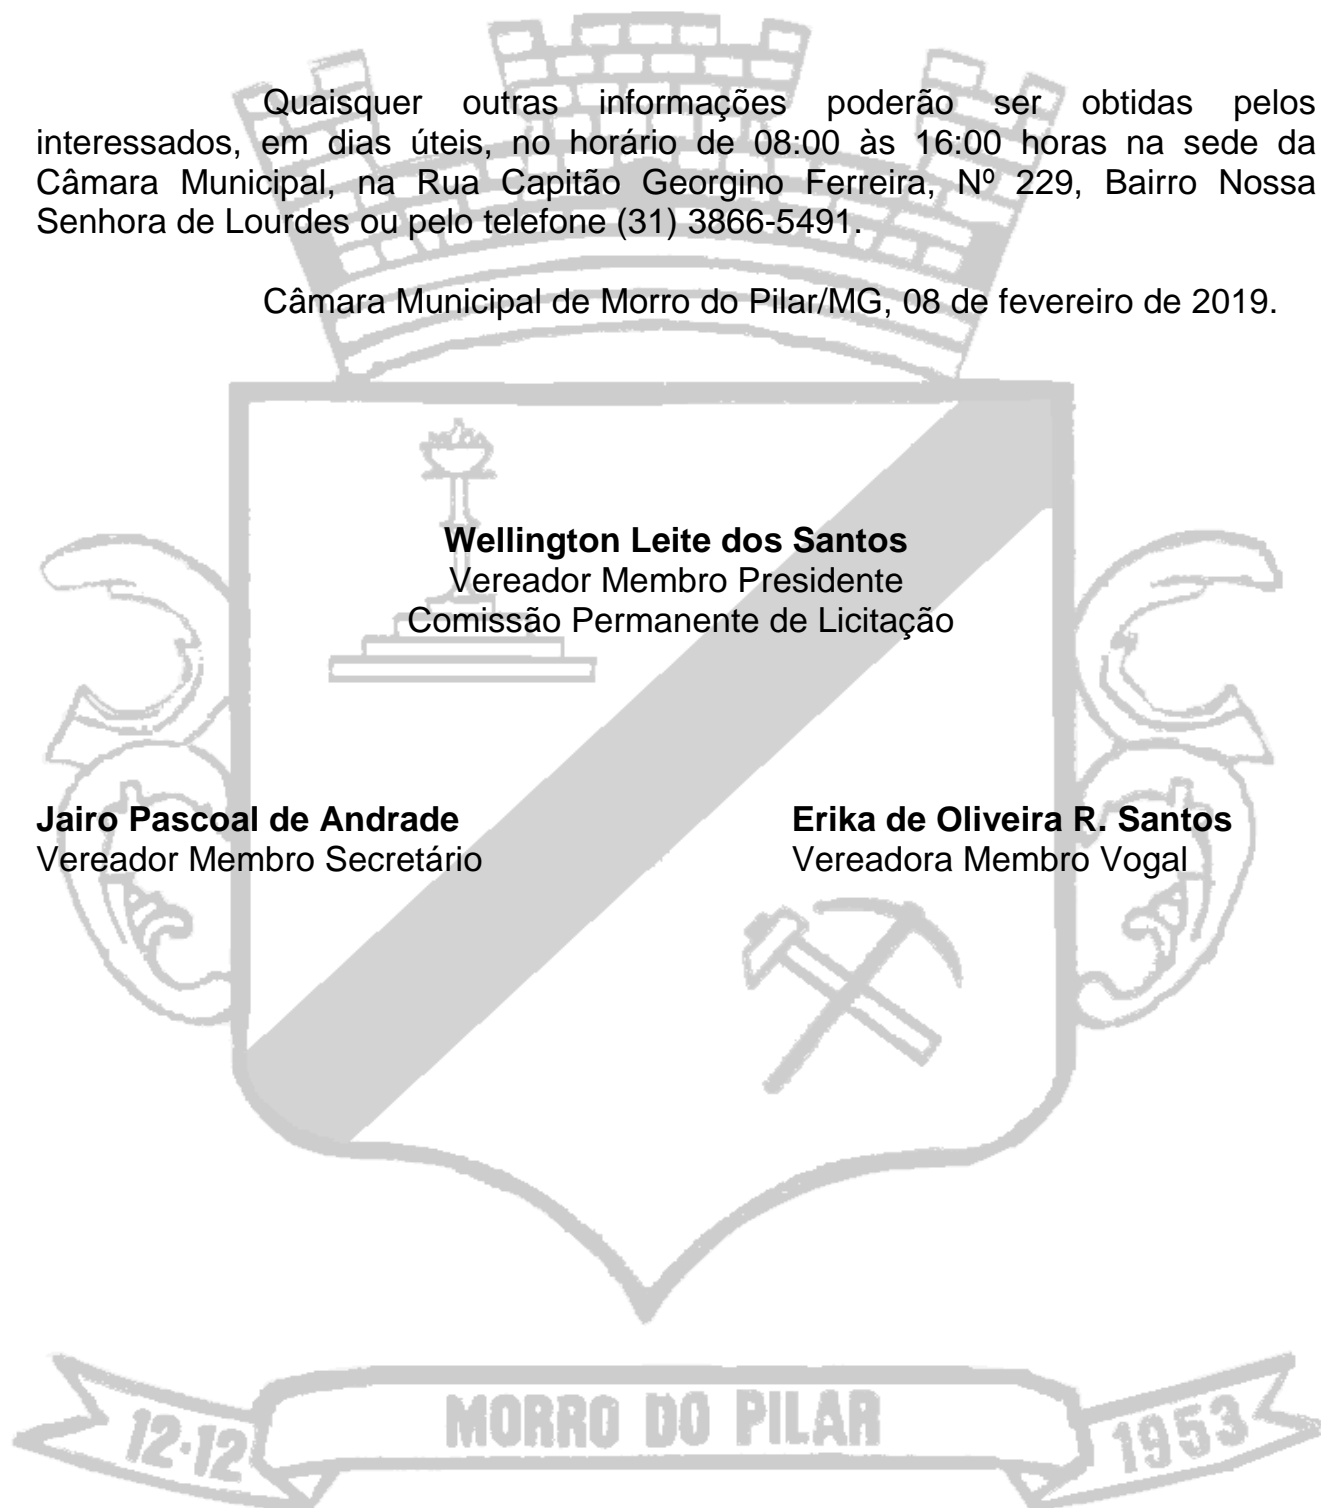 Quaisquer outras informações poderão ser obtidas pelos
interessados, em dias úteis, no horário de 08:00 às 16:00 horas na sede da
Câmara Municipal, na Rua Capitão Georgino Ferreira, Nº 229, Bairro Nossa
Senhora de Lourdes ou pelo telefone (31) 3866-5491.
Câmara Municipal de Morro do Pilar/MG, 08 de fevereiro de 2019.
Wellington Leite dos Santos
Vereador Membro Presidente
Comissão Permanente de Licitação
Jairo Pascoal de Andrade
Vereador Membro Secretário
Erika de Oliveira R. Santos
Vereadora Membro Vogal
12-12
MORRO DO PILAR
1953